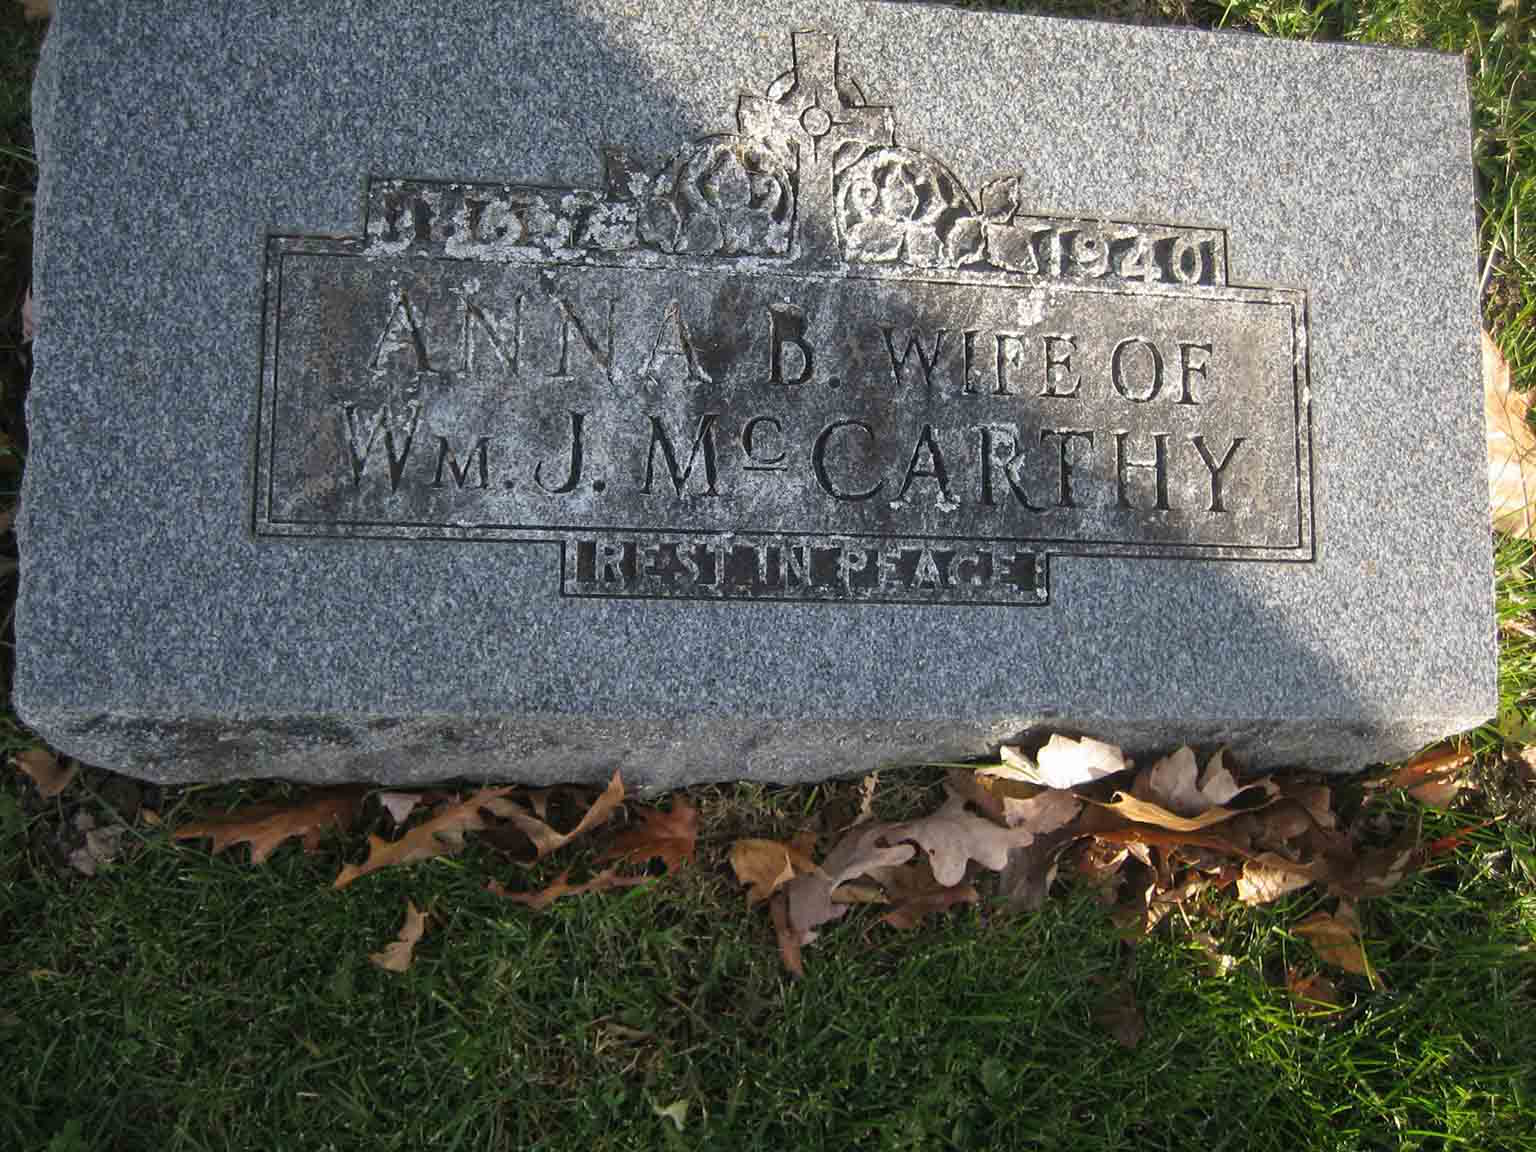 1940
ANNA B. WIFE OF
WM. J. MCCARTHY
REST IN PEACE